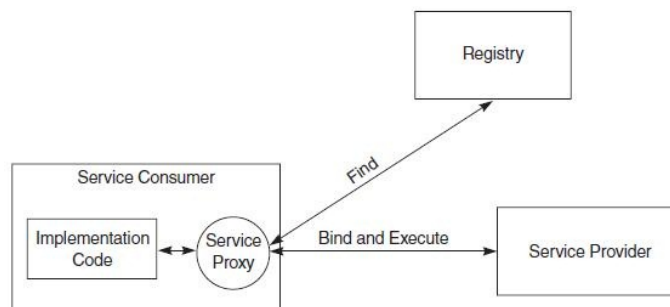 Registry
Find
Service Consumer
Implementation
Code
Service
Proxy
Bind and Execute
Service Provider